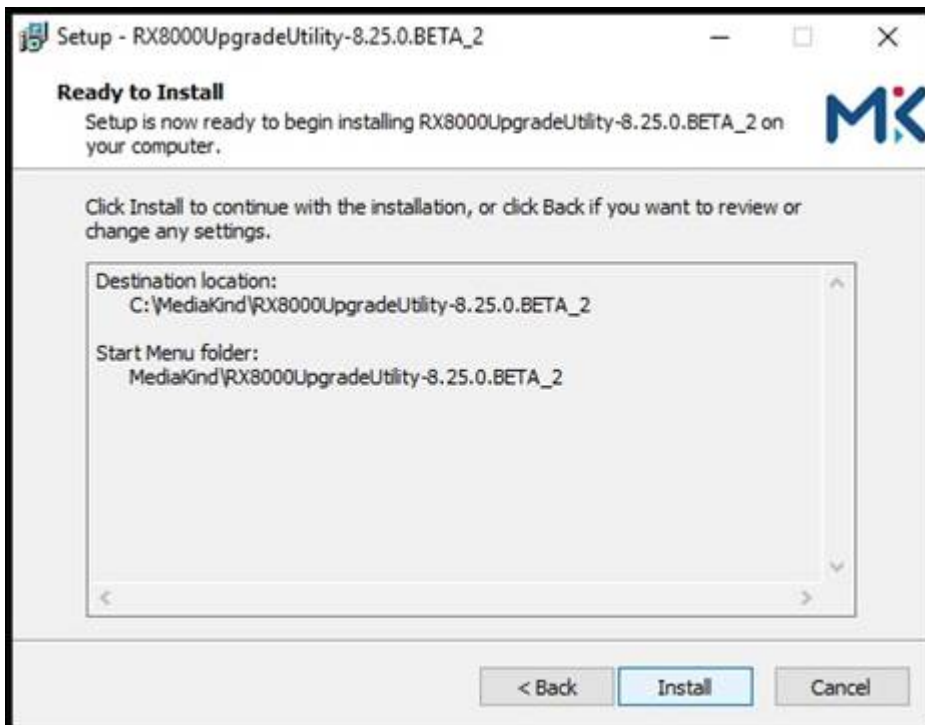 Setup - RX8000UpgradeUtility-8.25.0.BETA_2
Ready to Install
Setup is now ready to begin installing RX8000UpgradeUtility-8.25.0.BETA_2 on
your computer.
MK
Click Install to continue with the installation, or click Back if you want to review or
change any settings.
Destination location:
C:\MediaKind\RX8000UpgradeUtility-8.25.0.BETA_2
Start Menu folder:
MediaKind\RX8000UpgradeUtility-8.25.0.BETA_2
< Back
Install
Cancel